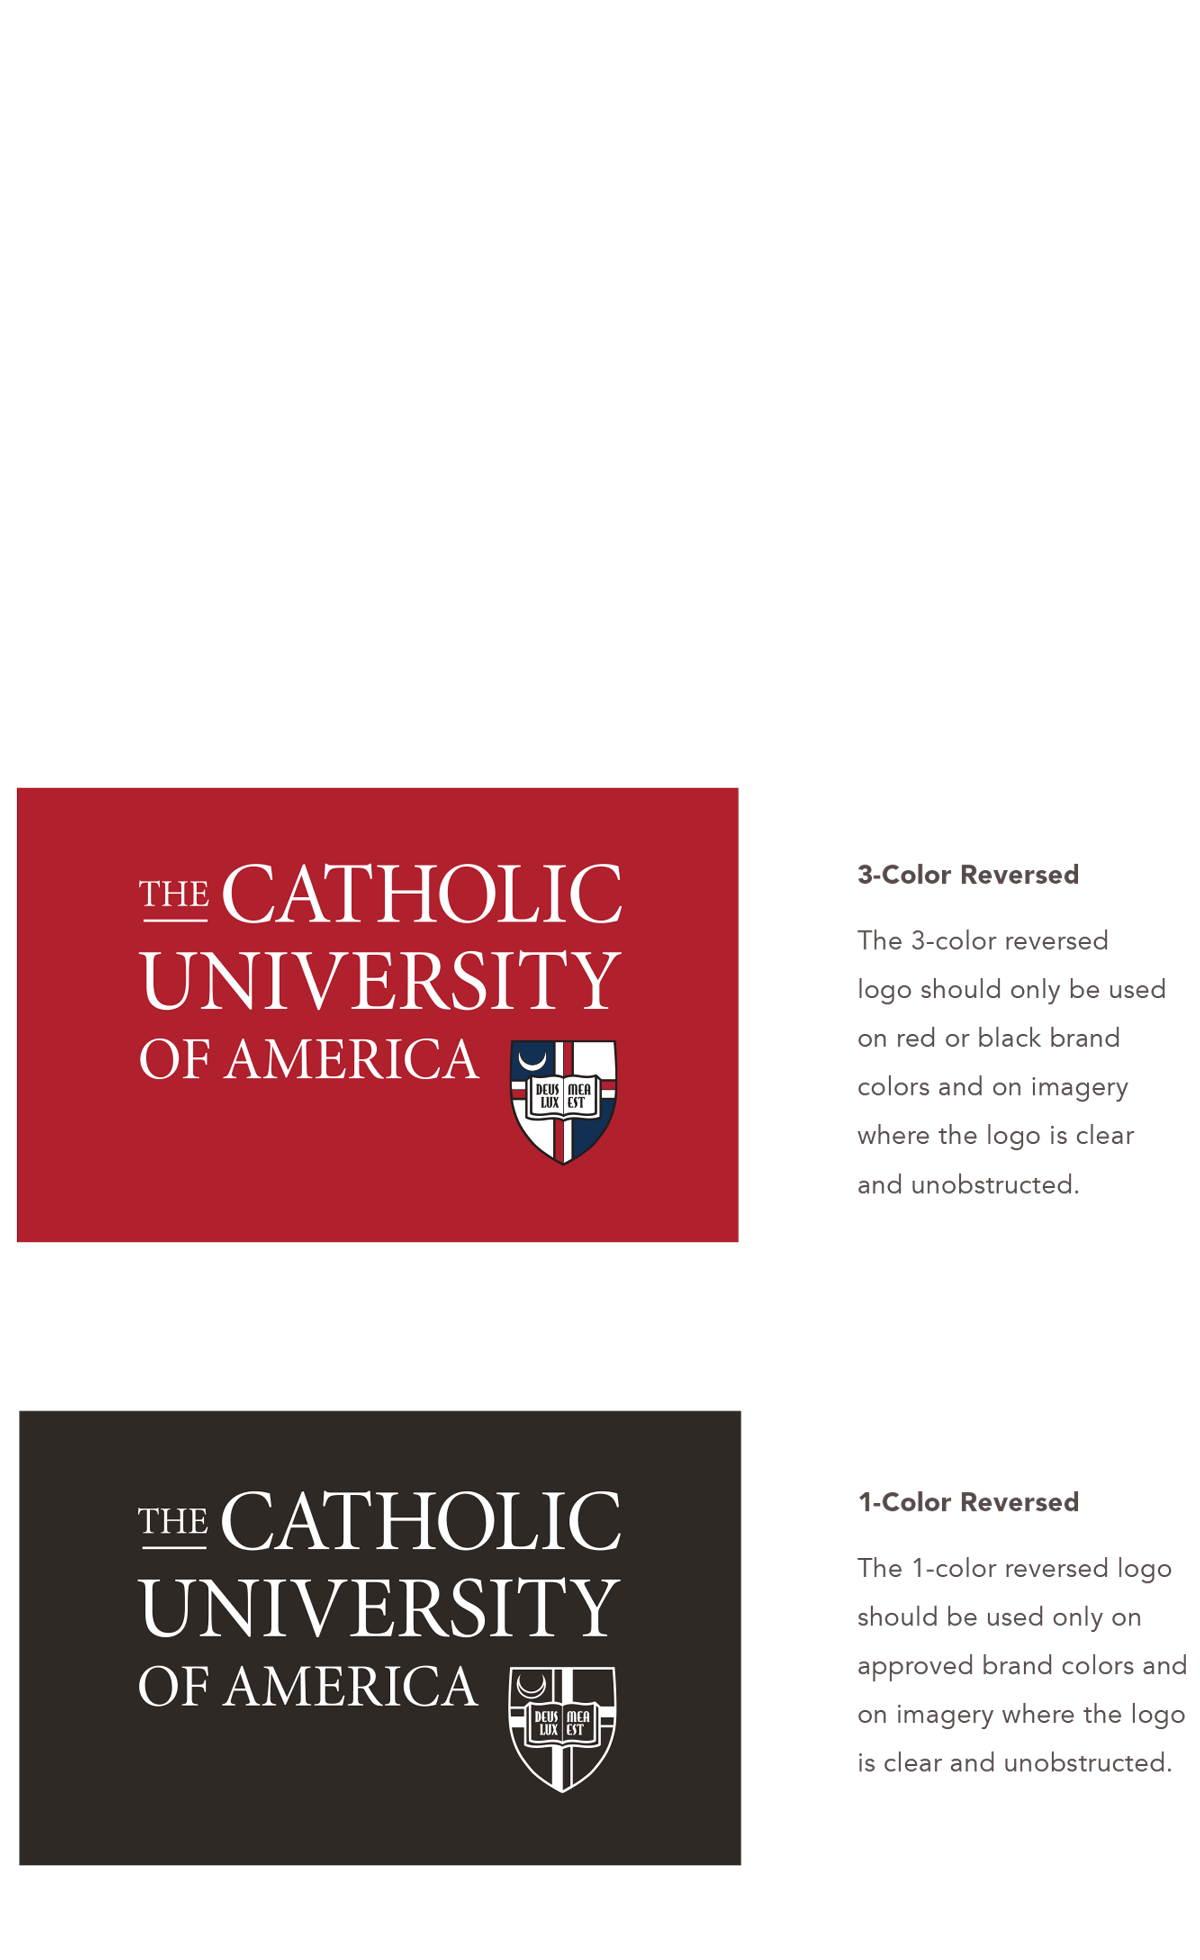 THE CATHOLIC
UNIVERSITY
OF AMERICA
DEUS MEA
LUX EST
3-Color Reversed
The 3-color reversed
logo should only be used
on red or black brand
colors and on imagery
where the logo is clear
and unobstructed.
THE CATHOLIC
UNIVERSITY
OF AMERICA
DEUS MEA
LUX EST
1-Color Reversed
The 1-color reversed logo
should be used only on
approved brand colors and
on imagery where the logo
is clear and unobstructed.